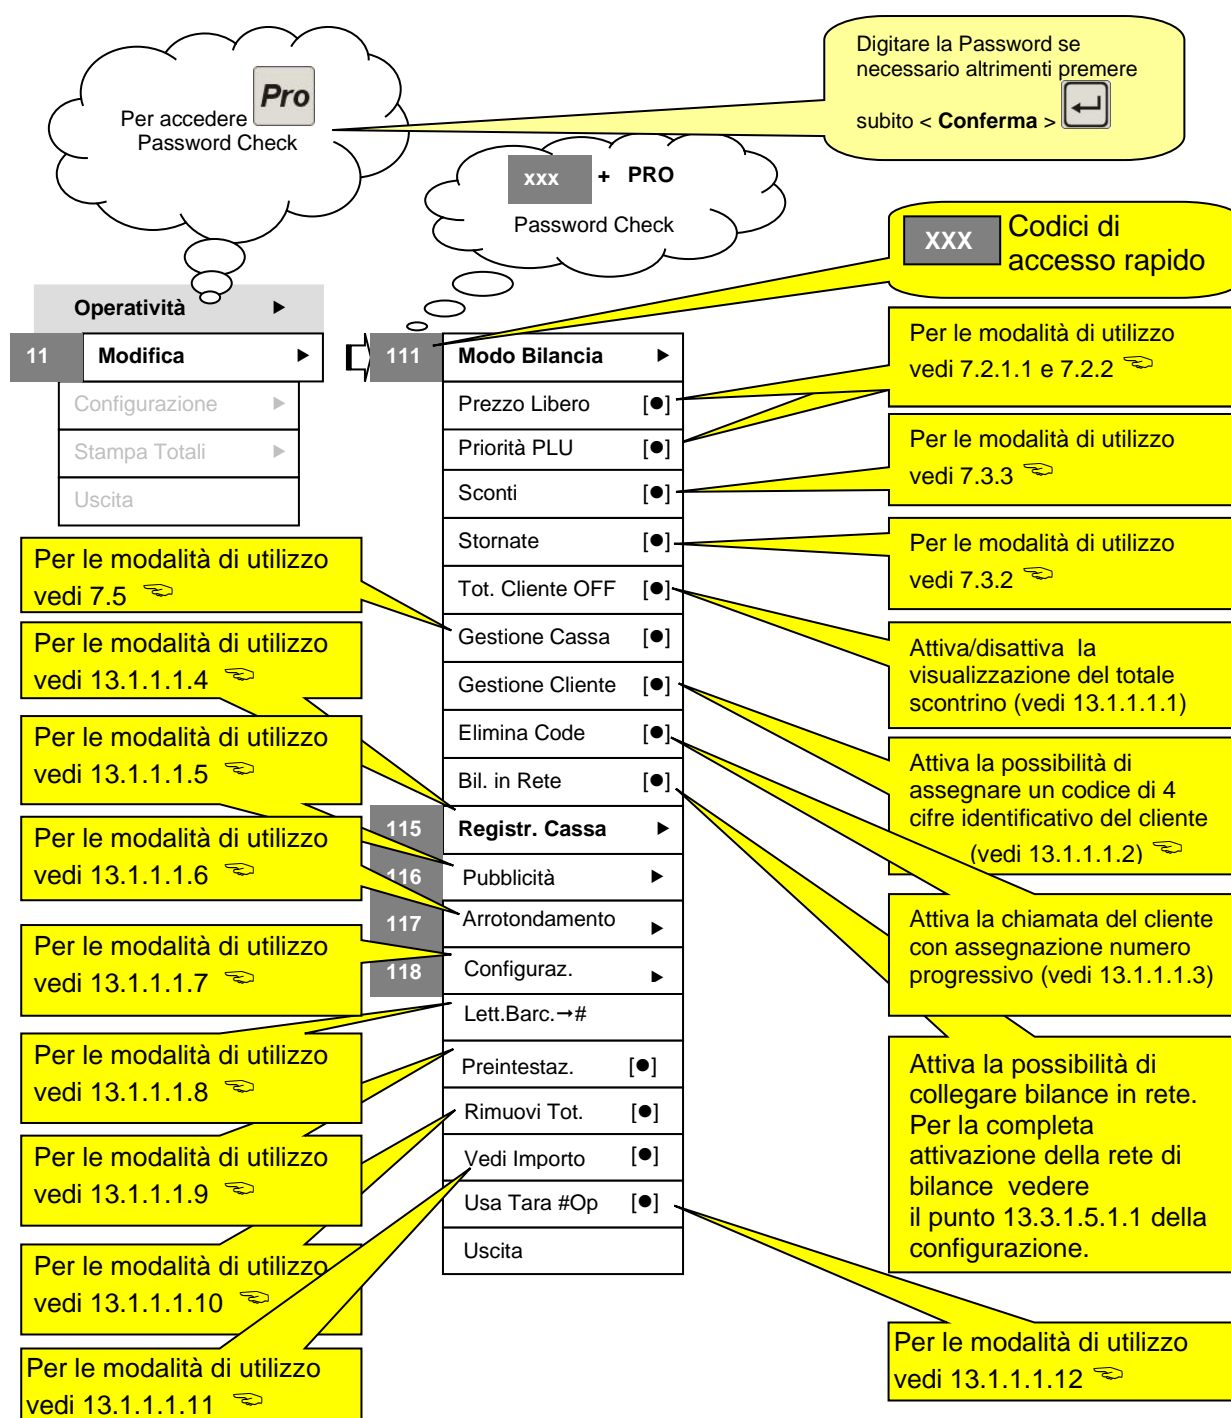 Per accedere Pro
Password Check
Digitare la Password se
necessario altrimenti premere
subito < Conferma >
xxx + PRO
Password Check
XXX Codici di
accesso rapido
Operatività
11 Modifica
Configurazione
Stampa Totali
Uscita
111 Modo Bilancia
Prezzo Libero [●]
Priorità PLU [●]
Sconti [●]
Stornate [●]
Tot. Cliente OFF [●]
Gestione Cassa [●]
Gestione Cliente [●]
Elimina Code [●]
Bil. in Rete [●]
115 Registr. Cassa
116 Pubblicità
117 Arrotondamento
118 Configuraz.
Lett.Barc.→#
Preintestaz. [●]
Rimuovi Tot. [●]
Vedi Importo [●]
Usa Tara #Op [●]
Uscita
Per le modalità di utilizzo
vedi 7.5
Per le modalità di utilizzo
vedi 13.1.1.1.4
Per le modalità di utilizzo
vedi 13.1.1.1.5
Per le modalità di utilizzo
vedi 13.1.1.1.6
Per le modalità di utilizzo
vedi 13.1.1.1.7
Per le modalità di utilizzo
vedi 13.1.1.1.8
Per le modalità di utilizzo
vedi 13.1.1.1.9
Per le modalità di utilizzo
vedi 13.1.1.1.10
Per le modalità di utilizzo
vedi 13.1.1.1.11
Per le modalità di utilizzo
vedi 7.2.1.1 e 7.2.2
Per le modalità di utilizzo
vedi 7.3.3
Per le modalità di utilizzo
vedi 7.3.2
Attiva/disattiva la
visualizzazione del totale
scontrino (vedi 13.1.1.1.1)
Attiva la possibilità di
assegnare un codice di 4
cifre identificativo del cliente
(vedi 13.1.1.1.2)
Attiva la chiamata del cliente
con assegnazione numero
progressivo (vedi 13.1.1.1.3)
Attiva la possibilità di
collegare bilance in rete.
Per la completa
attivazione della rete di
bilance vedere
il punto 13.3.1.5.1.1 della
configurazione.
Per le modalità di utilizzo
vedi 13.1.1.1.12